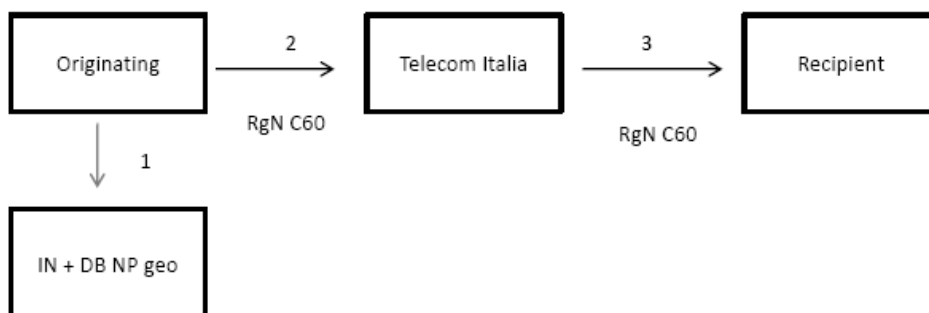 2
3
Originating
Telecom Italia
Recipient
RgN C60
RgN C60
1
IN + DB NP geo